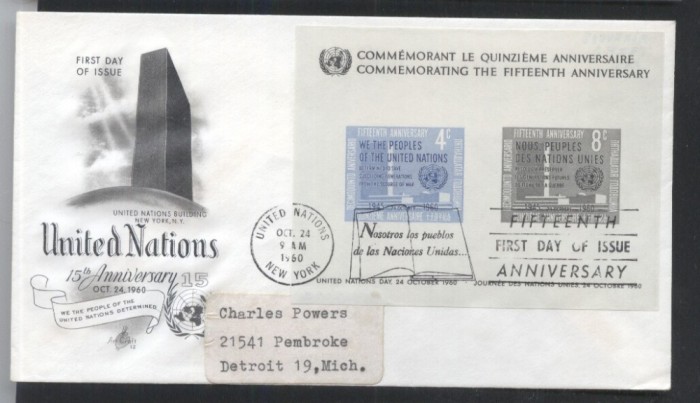 FIRST DAY
OF ISSUE
UNITED NATIONS BUILDING
NEW YORK, N.Y.
United Nations
15th Anniversary
OCT. 24, 1960
15
WE THE PEOPLE OF THE
UNITED NATIONS DETERMINED
COMMÉMORANT LE QUINZIÈME ANNIVERSAIRE
COMMEMORATING THE FIFTEENTH ANNIVERSARY
FIFTEENTH ANNIVERSARY
4c
WE THE PEOPLES
OF THE UNITED NATIONS
1945
1960
FIFTEENTH ANNIVERSARY
8c
NOUS PEUPLES
DES NATIONS UNIES
1945
UNITED NATIONS
OCT. 24
9 AM
1960
NEW YORK
Nosotros los pueblos
de las Naciones Unidas...
FIFTEENTH
FIRST DAY OF ISSUE
ANNIVERSARY
UNITED NATIONS DAY, 24 OCTOBER 1960
JOURNÉE DES NATIONS UNIES, 24 OCTOBRE 1960
Charles Powers
21541 Pembroke
Detroit 19, Mich.